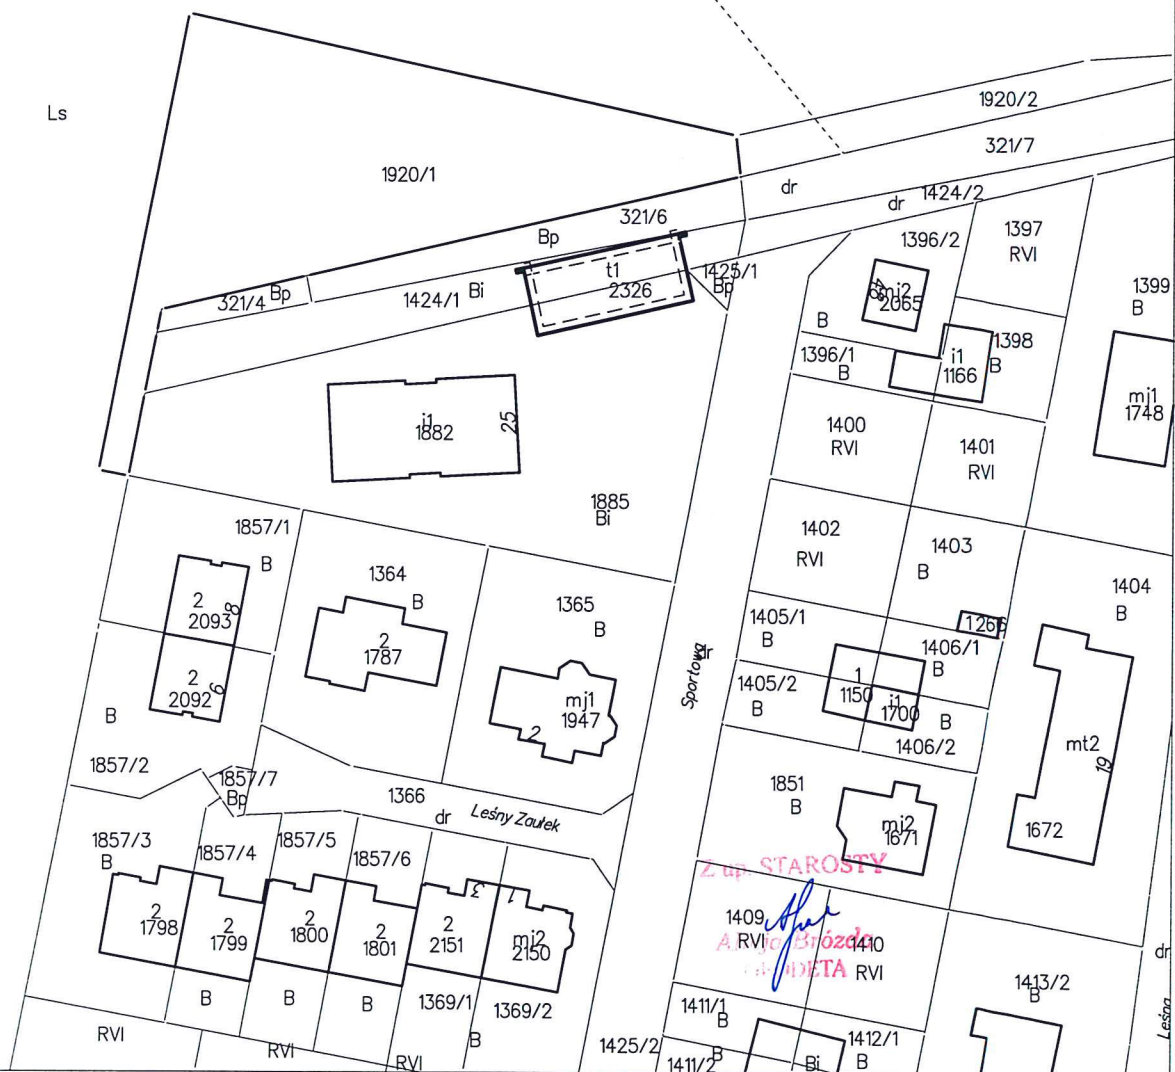 Ls
1920/2
1920/1
321/7
dr
1424/2
dr
321/6
1397
RVI
1396/2
Bp
t1
2326
1425/1
Bp
Bp
321/4
Bi
1424/1
mj2
2065
1399
B
B
1398
B
i1
1166
1396/1
B
mj1
1748
i1
1882
25
1400
RVI
1401
RVI
1885
Bi
1857/1
B
1402
RVI
1403
B
1364
B
1404
B
1365
B
2
2093
8
1405/1
B
1266
1406/1
B
2
1787
Sportowa
dr
2
2092
6
B
mj1
1947
2
1405/2
B
1
1150
i1
1700
B
1406/2
mt2
19
1857/2
1857/7
Bp
1366
dr
Leśny Zaułek
1851
B
mj2
1671
1672
1857/3
B
1857/4
1857/5
1857/6
Z up. STAROSTY
2
1798
2
1799
2
1800
2
1801
3
2
2151
1
mj2
2150
1409
RVI
Brózda
1410
RVI
GEODETA
dr
B
B
B
1369/1
1369/2
B
1413/2
B
1411/1
B
1412/1
B
RVI
RVI
RVI
1425/2
1411/2
B
Bi
Leśna